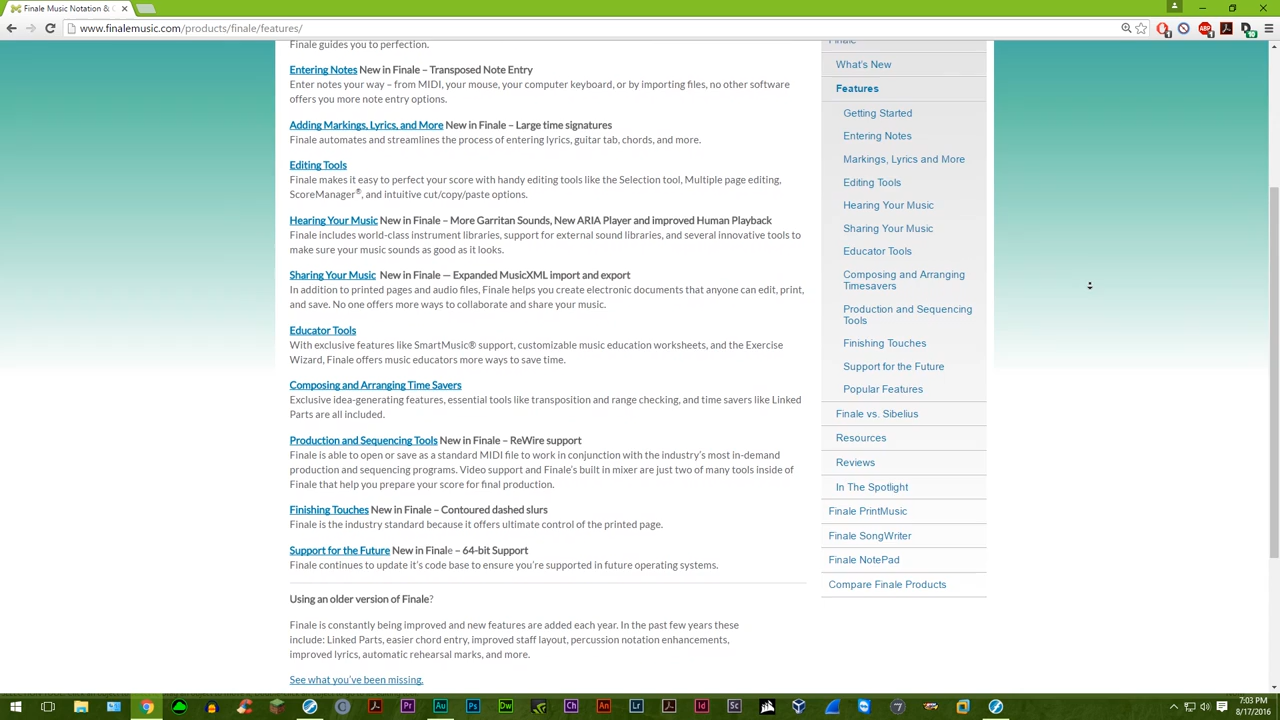 Finale Music Notation &
www.finalemusic.com/products/finale/features/
Finale guides you to perfection.
Entering Notes New in Finale – Transposed Note Entry
Enter notes your way – from MIDI, your mouse, your computer keyboard, or by importing files, no other software
offers you more note entry options.
Adding Markings, Lyrics, and More New in Finale – Large time signatures
Finale automates and streamlines the process of entering lyrics, guitar tab, chords, and more.
Editing Tools
Finale makes it easy to perfect your score with handy editing tools like the Selection tool, Multiple page editing,
ScoreManager®, and intuitive cut/copy/paste options.
Hearing Your Music New in Finale – More Garritan Sounds, New ARIA Player and improved Human Playback
Finale includes world-class instrument libraries, support for external sound libraries, and several innovative tools to
make sure your music sounds as good as it looks.
Sharing Your Music New in Finale — Expanded MusicXML import and export
In addition to printed pages and audio files, Finale helps you create electronic documents that anyone can edit, print,
and save. No one offers more ways to collaborate and share your music.
Educator Tools
With exclusive features like SmartMusic® support, customizable music education worksheets, and the Exercise
Wizard, Finale offers music educators more ways to save time.
Composing and Arranging Time Savers
Exclusive idea-generating features, essential tools like transposition and range checking, and time savers like Linked
Parts are all included.
Production and Sequencing Tools New in Finale – ReWire support
Finale is able to open or save as a standard MIDI file to work in conjunction with the industry's most in-demand
production and sequencing programs. Video support and Finale's built in mixer are just two of many tools inside of
Finale that help you prepare your score for final production.
Finishing Touches New in Finale – Contoured dashed slurs
Finale is the industry standard because it offers ultimate control of the printed page.
Support for the Future New in Finale – 64-bit Support
Finale continues to update it's code base to ensure you're supported in future operating systems.
Using an older version of Finale?
Finale is constantly being improved and new features are added each year. In the past few years these
include: Linked Parts, easier chord entry, improved staff layout, percussion notation enhancements,
improved lyrics, automatic rehearsal marks, and more.
See what you've been missing.
Finale
What's New
Features
Getting Started
Entering Notes
Markings, Lyrics and More
Editing Tools
Hearing Your Music
Sharing Your Music
Educator Tools
Composing and Arranging
Timesavers
Production and Sequencing
Tools
Finishing Touches
Support for the Future
Popular Features
Finale vs. Sibelius
Resources
Reviews
In The Spotlight
Finale PrintMusic
Finale SongWriter
Finale NotePad
Compare Finale Products
ABP
1
1
10
Pr
Au
Ps
Dw
Ch
An
Lr
Id
Sc
7:03 PM
8/17/2016